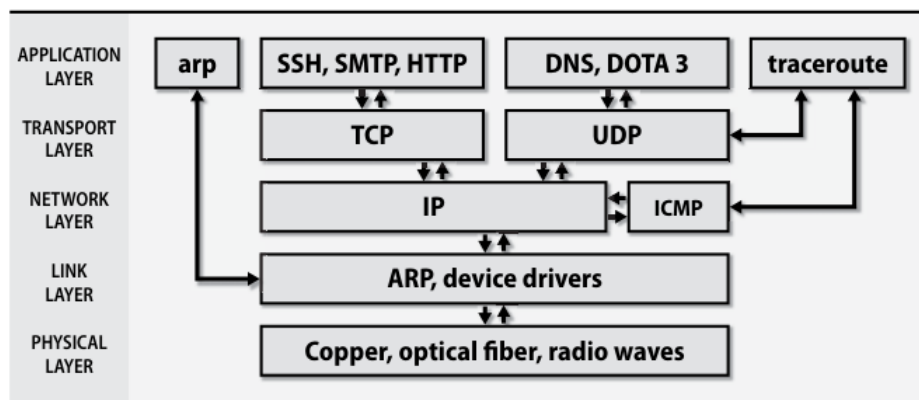 APPLICATION
LAYER
arp
SSH, SMTP, HTTP
DNS, DOTA 3
traceroute
TRANSPORT
LAYER
TCP
UDP
NETWORK
LAYER
IP
ICMP
LINK
LAYER
ARP, device drivers
PHYSICAL
LAYER
Copper, optical fiber, radio waves